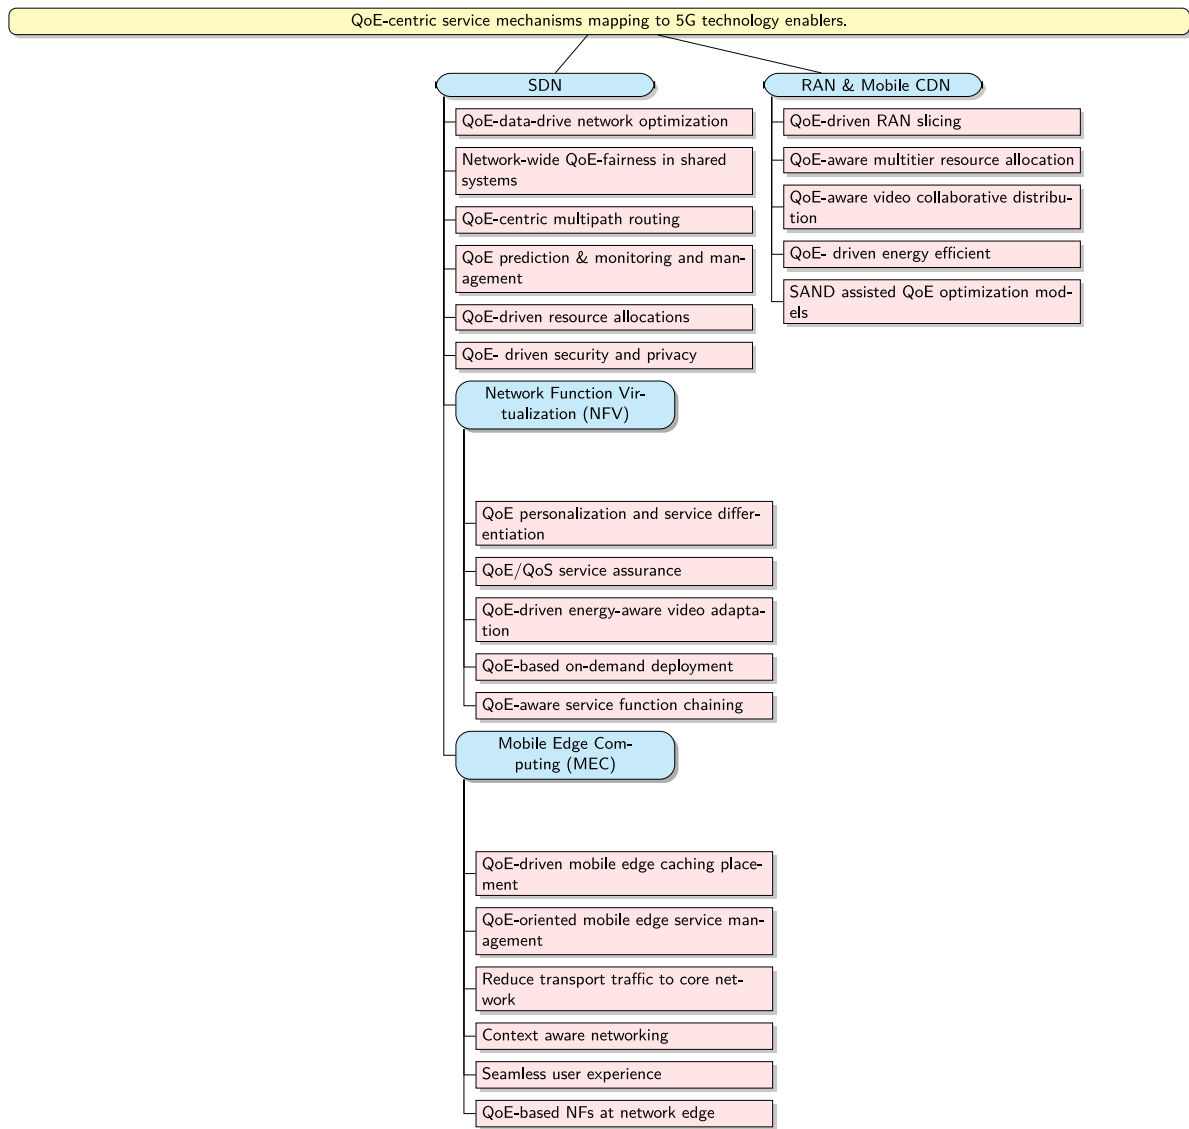 QoE-centric service mechanisms mapping to 5G technology enablers.
SDN
QoE-data-drive network optimization
Network-wide QoE-fairness in shared
systems
QoE-centric multipath routing
QoE prediction & monitoring and man-
agement
QoE-driven resource allocations
QoE- driven security and privacy
Network Function Vir-
tualization (NFV)
QoE personalization and service differ-
entiation
QoE/QoS service assurance
QoE-driven energy-aware video adapta-
tion
QoE-based on-demand deployment
QoE-aware service function chaining
Mobile Edge Com-
puting (MEC)
QoE-driven mobile edge caching place-
ment
QoE-oriented mobile edge service man-
agement
Reduce transport traffic to core net-
work
Context aware networking
Seamless user experience
QoE-based NFs at network edge
RAN & Mobile CDN
QoE-driven RAN slicing
QoE-aware multitier resource allocation
QoE-aware video collaborative distribu-
tion
QoE- driven energy efficient
SAND assisted QoE optimization mod-
els